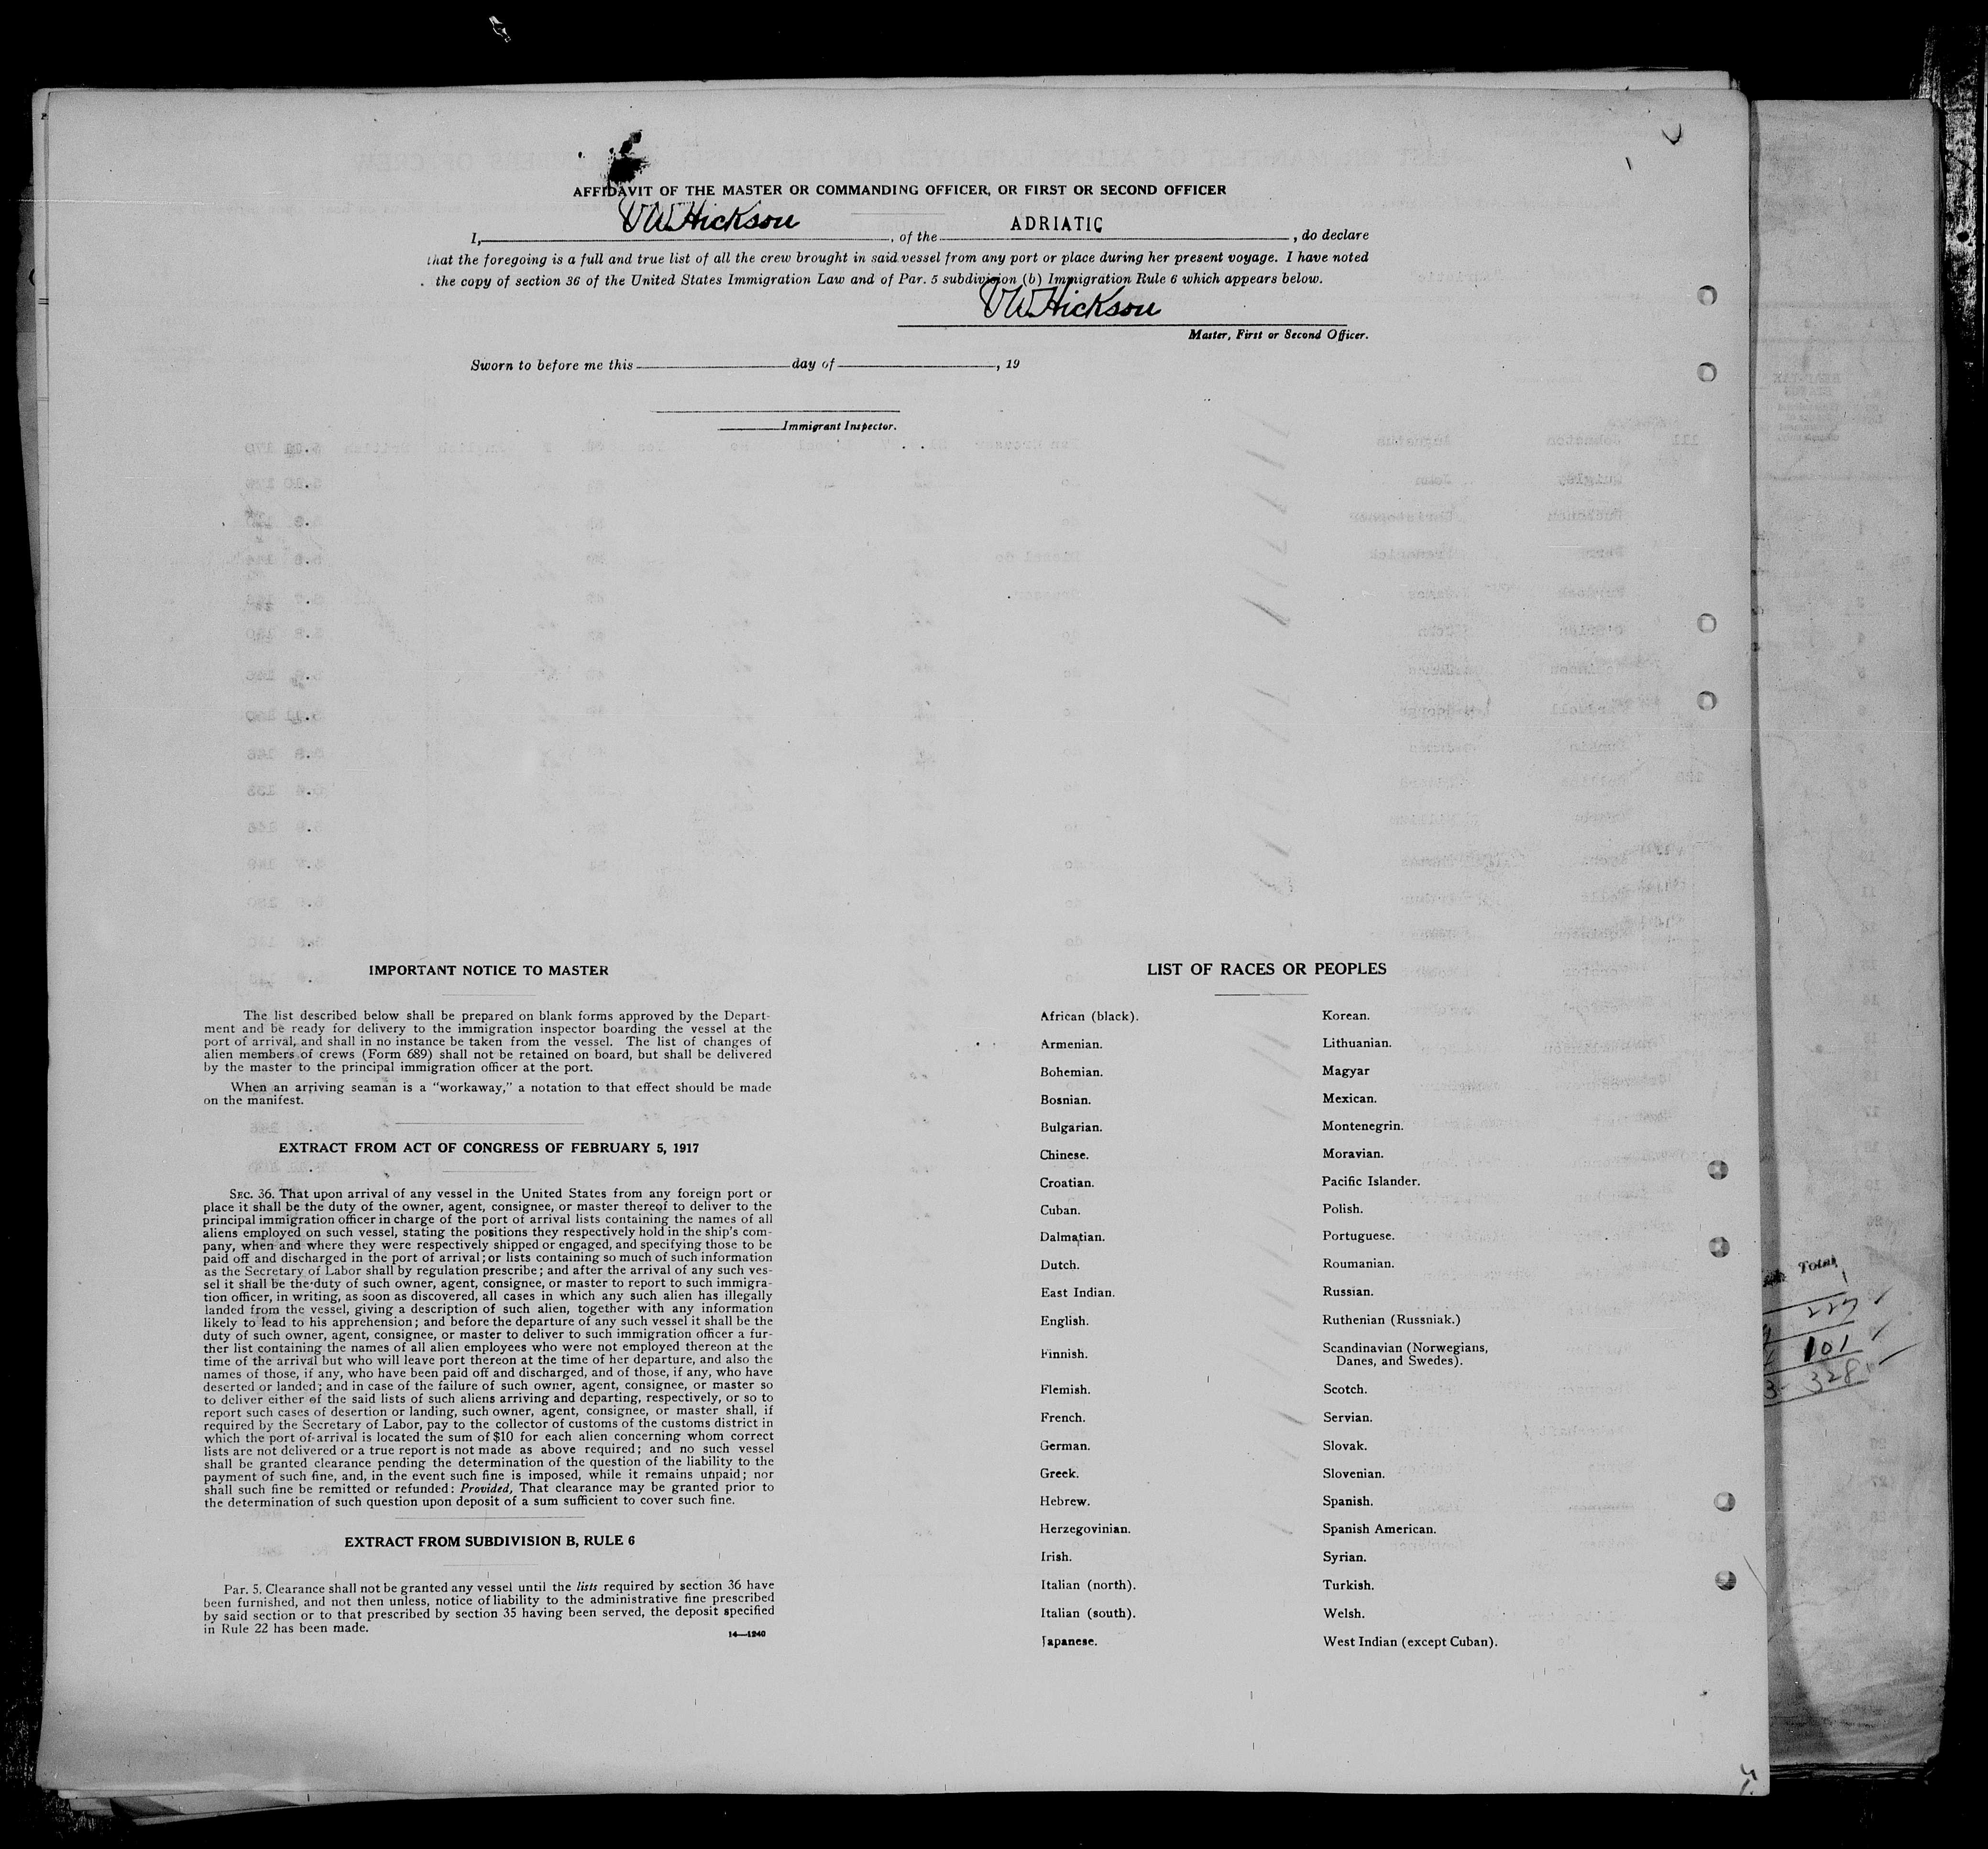 AFFIDAVIT OF THE MASTER OR COMMANDING OFFICER, OR FIRST OR SECOND OFFICER
I, VW Hickson, of the ADRIATIC, do declare
that the foregoing is a full and true list of all the crew brought in said vessel from any port or place during her present voyage. I have noted
the copy of section 36 of the United States Immigration Law and of Par. 5 subdivision (b) Immigration Rule 6 which appears below.
VW Hickson
Master, First or Second Officer.
Sworn to before me this day of , 19
Immigrant Inspector.
IMPORTANT NOTICE TO MASTER
The list described below shall be prepared on blank forms approved by the Depart-
ment and be ready for delivery to the immigration inspector boarding the vessel at the
port of arrival, and shall in no instance be taken from the vessel. The list of changes of
alien members of crews (Form 689) shall not be retained on board, but shall be delivered
by the master to the principal immigration officer at the port.
When an arriving seaman is a "workaway," a notation to that effect should be made
on the manifest.
EXTRACT FROM ACT OF CONGRESS OF FEBRUARY 5, 1917
SEC. 36. That upon arrival of any vessel in the United States from any foreign port or
place it shall be the duty of the owner, agent, consignee, or master thereof to deliver to the
principal immigration officer in charge of the port of arrival lists containing the names of all
aliens employed on such vessel, stating the positions they respectively hold in the ship's com-
pany, when and where they were respectively shipped or engaged, and specifying those to be
paid off and discharged in the port of arrival; or lists containing so much of such information
as the Secretary of Labor shall by regulation prescribe; and after the arrival of any such ves-
sel it shall be the duty of such owner, agent, consignee, or master to report to such immigra-
tion officer, in writing, as soon as discovered, all cases in which any such alien has illegally
landed from the vessel, giving a description of such alien, together with any information
likely to lead to his apprehension; and before the departure of any such vessel it shall be the
duty of such owner, agent, consignee, or master to deliver to such immigration officer a fur-
ther list containing the names of all alien employees who were not employed thereon at the
time of the arrival but who will leave port thereon at the time of her departure, and also the
names of those, if any, who have been paid off and discharged, and of those, if any, who have
deserted or landed; and in case of the failure of such owner, agent, consignee, or master so
to deliver either of the said lists of such aliens arriving and departing, respectively, or so to
report such cases of desertion or landing, such owner, agent, consignee, or master shall, if
required by the Secretary of Labor, pay to the collector of customs of the customs district in
which the port of arrival is located the sum of $10 for each alien concerning whom correct
lists are not delivered or a true report is not made as above required; and no such vessel
shall be granted clearance pending the determination of the question of the liability to the
payment of such fine, and, in the event such fine is imposed, while it remains unpaid; nor
shall such fine be remitted or refunded: Provided, That clearance may be granted prior to
the determination of such question upon deposit of a sum sufficient to cover such fine.
EXTRACT FROM SUBDIVISION B, RULE 6
Par. 5. Clearance shall not be granted any vessel until the lists required by section 36 have
been furnished, and not then unless, notice of liability to the administrative fine prescribed
by said section or to that prescribed by section 35 having been served, the deposit specified
in Rule 22 has been made.
14—1240
LIST OF RACES OR PEOPLES
African (black).
Armenian.
Bohemian.
Bosnian.
Bulgarian.
Chinese.
Croatian.
Cuban.
Dalmatian.
Dutch.
East Indian.
English.
Finnish.
Flemish.
French.
German.
Greek.
Hebrew.
Herzegovinian.
Irish.
Italian (north).
Italian (south).
Japanese.
Korean.
Lithuanian.
Magyar
Mexican.
Montenegrin.
Moravian.
Pacific Islander.
Polish.
Portuguese.
Roumanian.
Russian.
Ruthenian (Russniak.)
Scandinavian (Norwegians,
Danes, and Swedes).
Scotch.
Servian.
Slovak.
Slovenian.
Spanish.
Spanish American.
Syrian.
Turkish.
Welsh.
West Indian (except Cuban).
Total
227
101
328